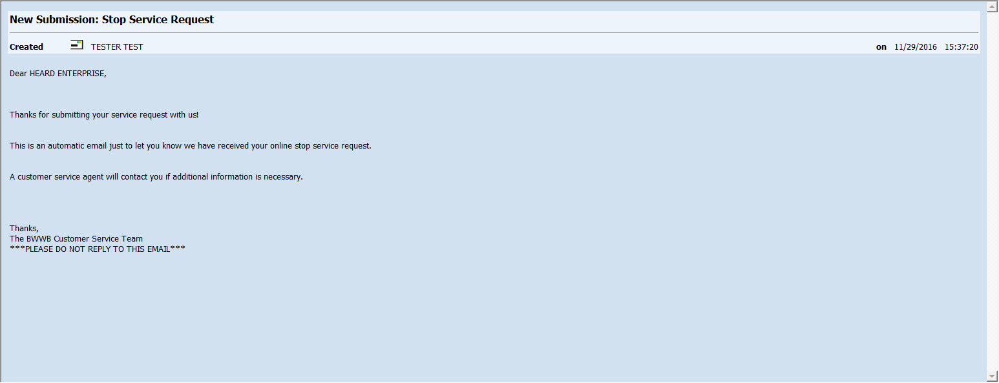 New Submission: Stop Service Request
Created TESTER TEST on 11/29/2016 15:37:20
Dear HEARD ENTERPRISE,
Thanks for submitting your service request with us!
This is an automatic email just to let you know we have received your online stop service request.
A customer service agent will contact you if additional information is necessary.
Thanks,
The BWWB Customer Service Team
***PLEASE DO NOT REPLY TO THIS EMAIL***